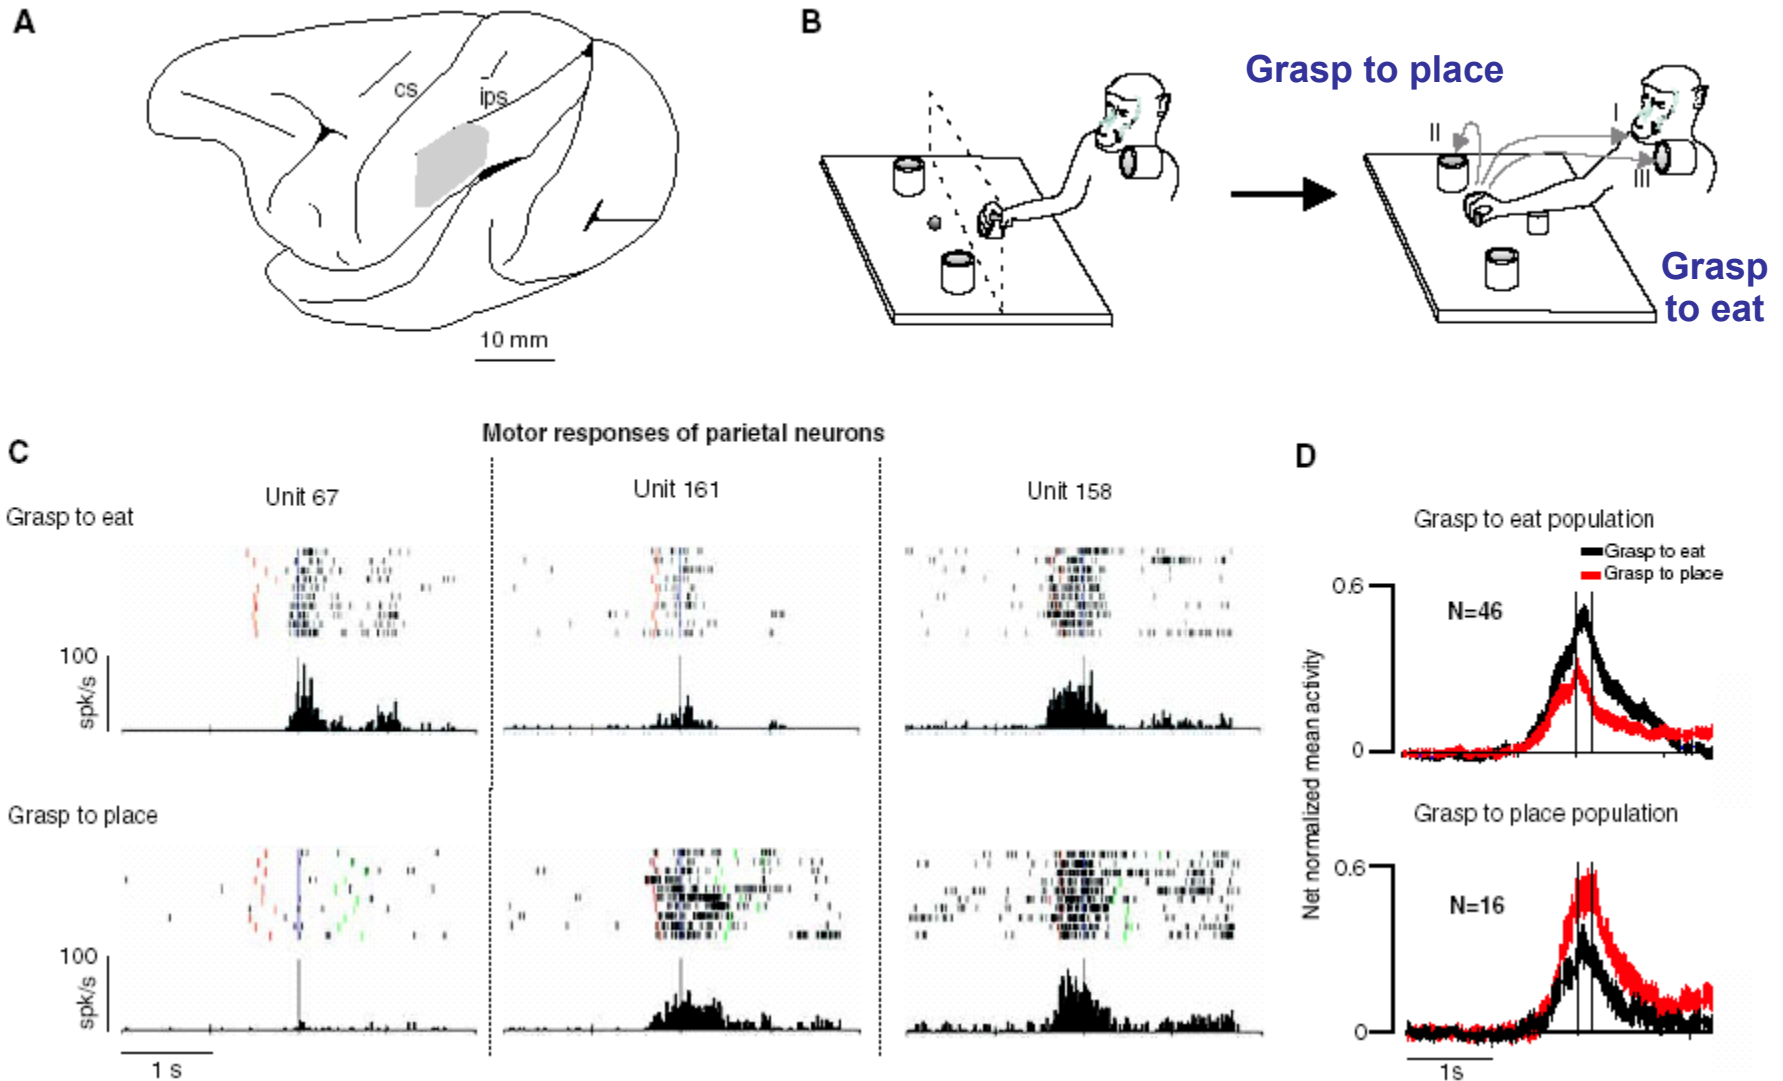 A
cs
ips
10 mm
B
Grasp to place
I
II
III
Grasp
to eat
Motor responses of parietal neurons
C
Unit 67
Unit 161
Unit 158
Grasp to eat
100
spk/s
Grasp to place
100
spk/s
1 s
D
Grasp to eat population
Grasp to eat
Grasp to place
0.6
N=46
0
Net normalized mean activity
Grasp to place population
0.6
N=16
0
1s